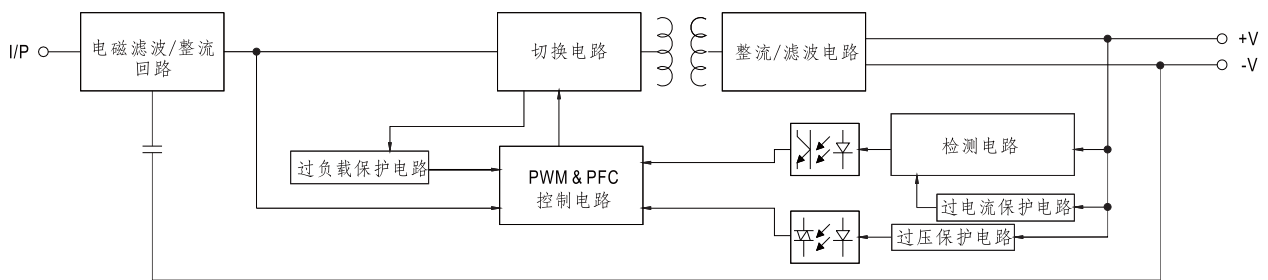 I/P
电磁滤波/整流
回路
切换电路
整流/滤波电路
+V
-V
过负载保护电路
PWM & PFC
控制电路
检测电路
过电流保护电路
过压保护电路